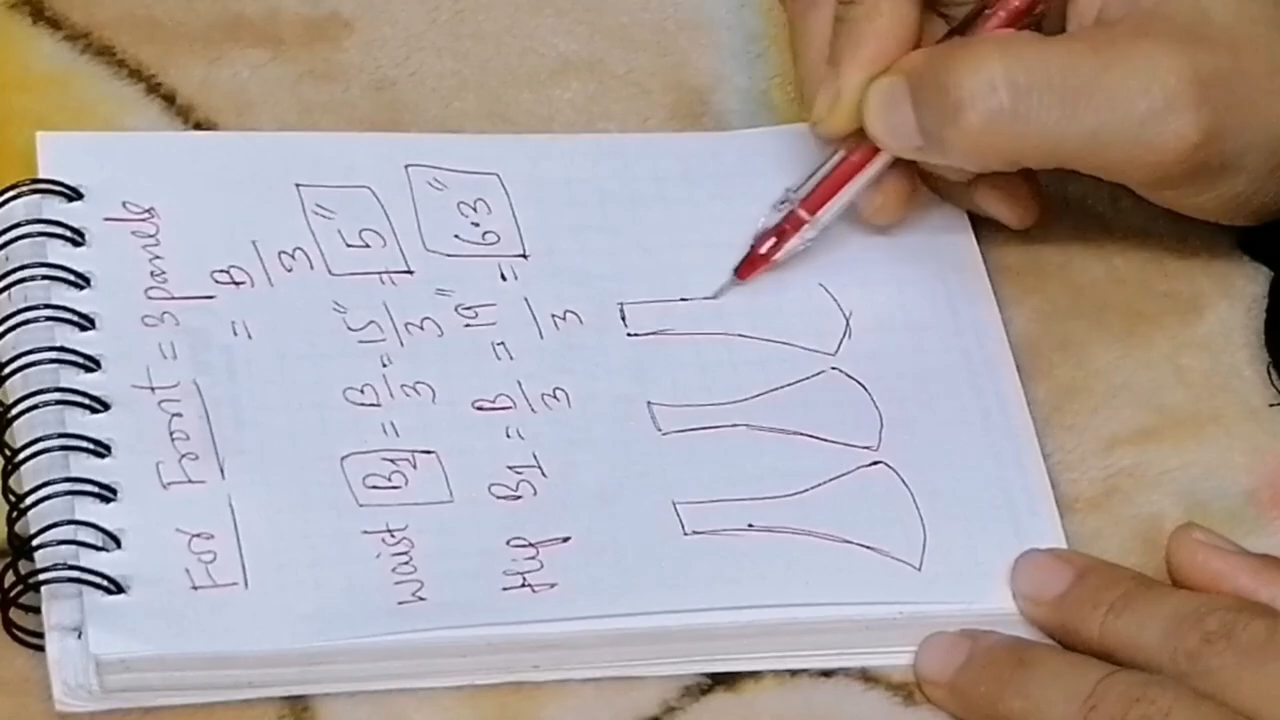 For Front = 3 panels
= B/3
Waist B1 = B/3 = 15"/3 = 5"
Hip B1 = B/3 = 19"/3 = 6.3"